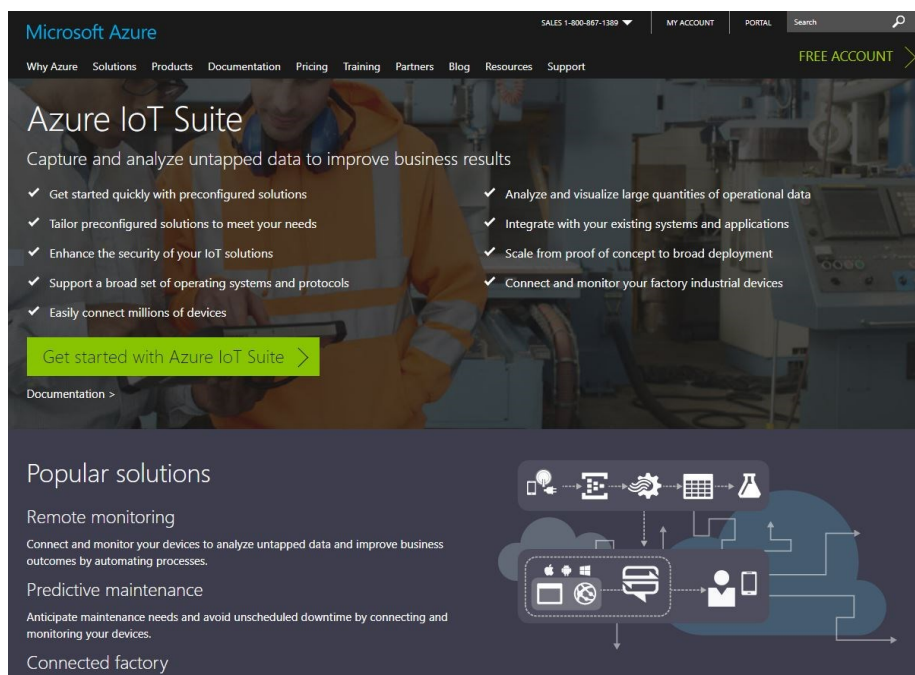 Microsoft Azure
SALES 1-800-867-1389
MY ACCOUNT
PORTAL
Search
Why Azure Solutions Products Documentation Pricing Training Partners Blog Resources Support
FREE ACCOUNT
Azure IoT Suite
Capture and analyze untapped data to improve business results
Get started quickly with preconfigured solutions
Tailor preconfigured solutions to meet your needs
Enhance the security of your IoT solutions
Support a broad set of operating systems and protocols
Easily connect millions of devices
Analyze and visualize large quantities of operational data
Integrate with your existing systems and applications
Scale from proof of concept to broad deployment
Connect and monitor your factory industrial devices
Get started with Azure IoT Suite
Documentation >
Popular solutions
Remote monitoring
Connect and monitor your devices to analyze untapped data and improve business
outcomes by automating processes.
Predictive maintenance
Anticipate maintenance needs and avoid unscheduled downtime by connecting and
monitoring your devices.
Connected factory